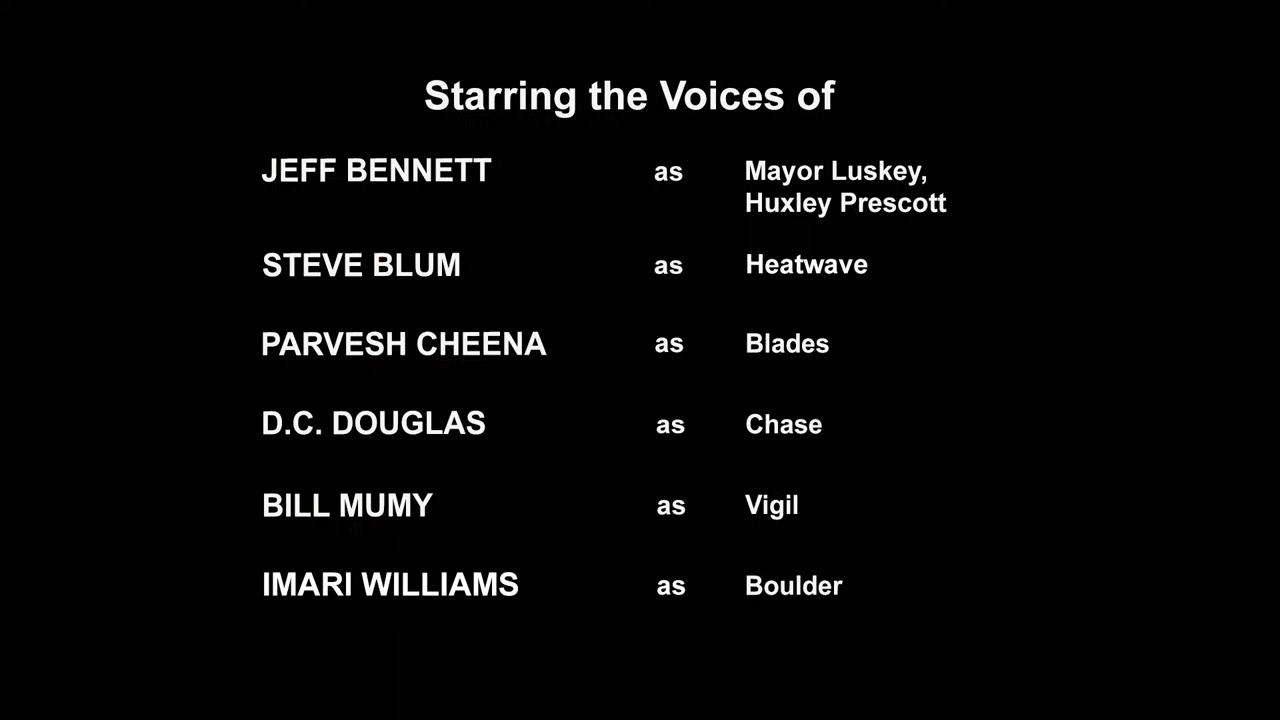 Starring the Voices of
JEFF BENNETT as Mayor Luskey,
Huxley Prescott
STEVE BLUM as Heatwave
PARVESH CHEENA as Blades
D.C. DOUGLAS as Chase
BILL MUMY as Vigil
IMARI WILLIAMS as Boulder